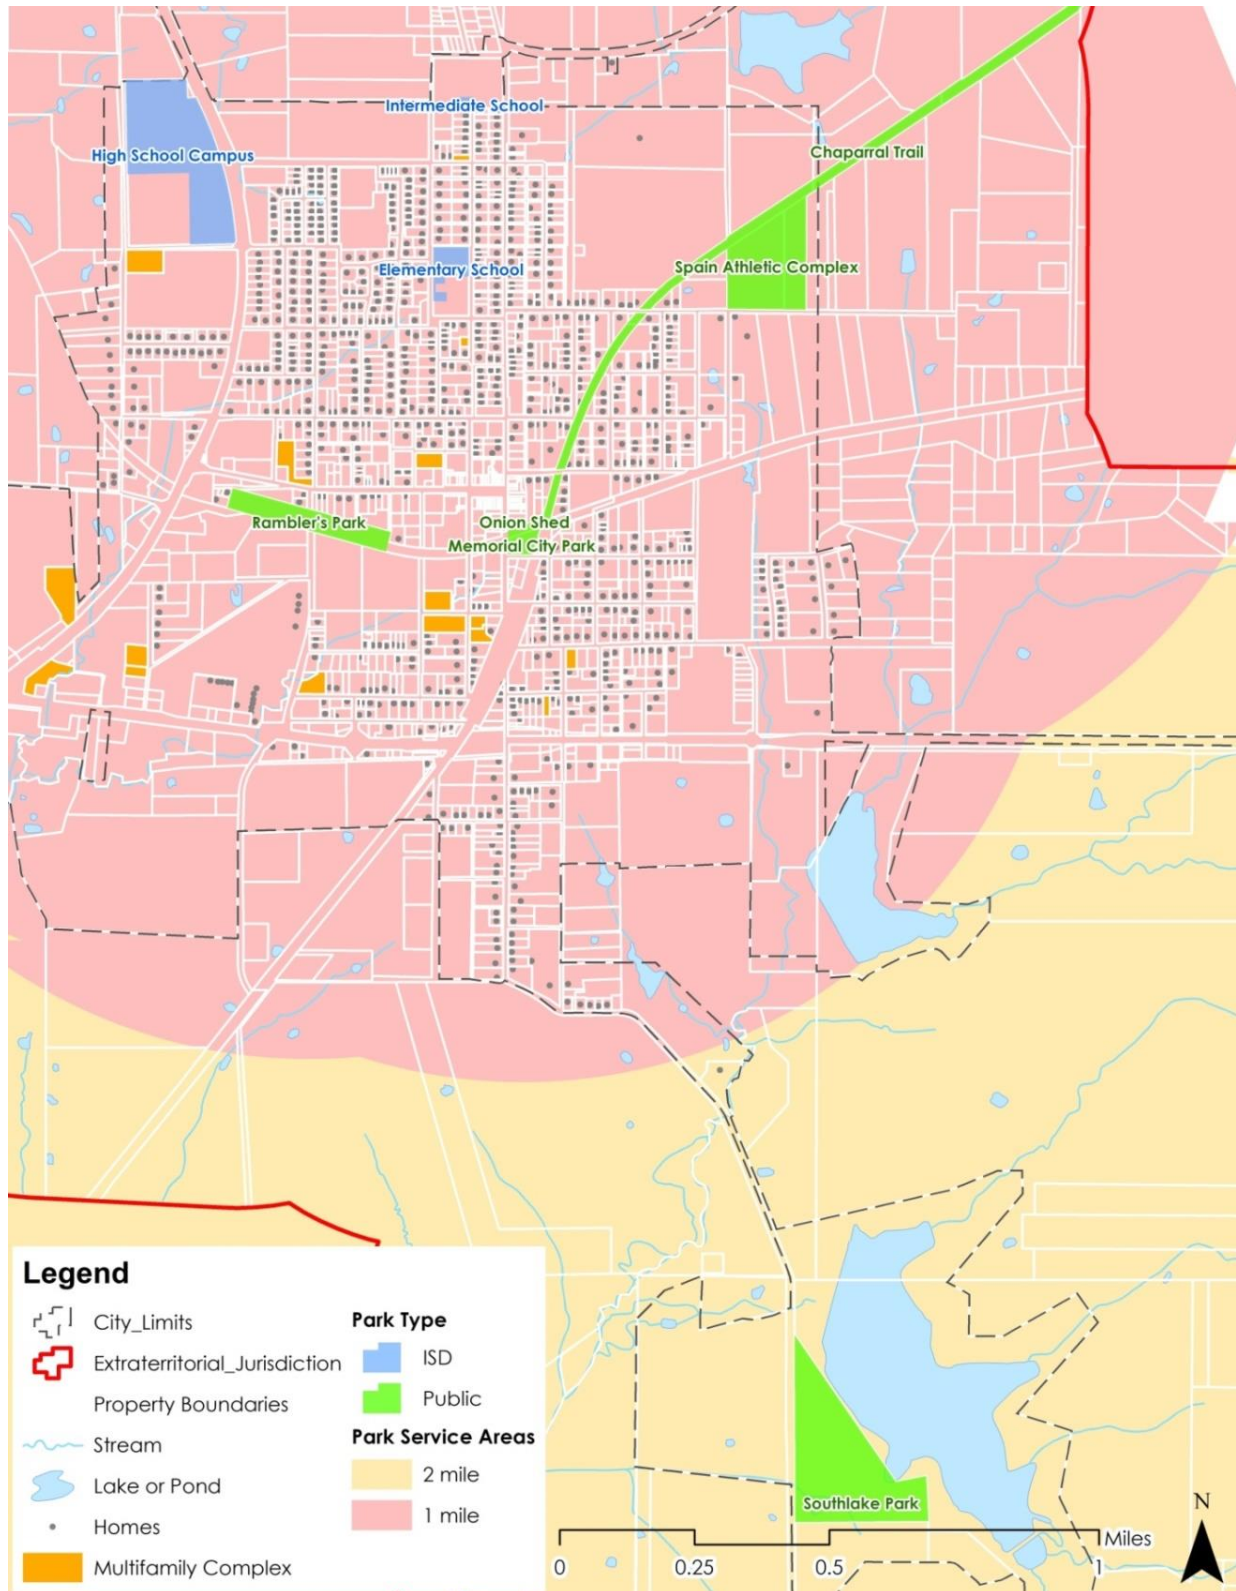 Intermediate School
High School Campus
Chaparral Trail
Elementary School
Spain Athletic Complex
Rambler's Park
Onion Shed
Memorial City Park
Southlake Park
Legend
City_Limits
Extraterritorial_Jurisdiction
Property Boundaries
Stream
Lake or Pond
Homes
Multifamily Complex
Park Type
ISD
Public
Park Service Areas
2 mile
1 mile
0 0.25 0.5 1 Miles
N